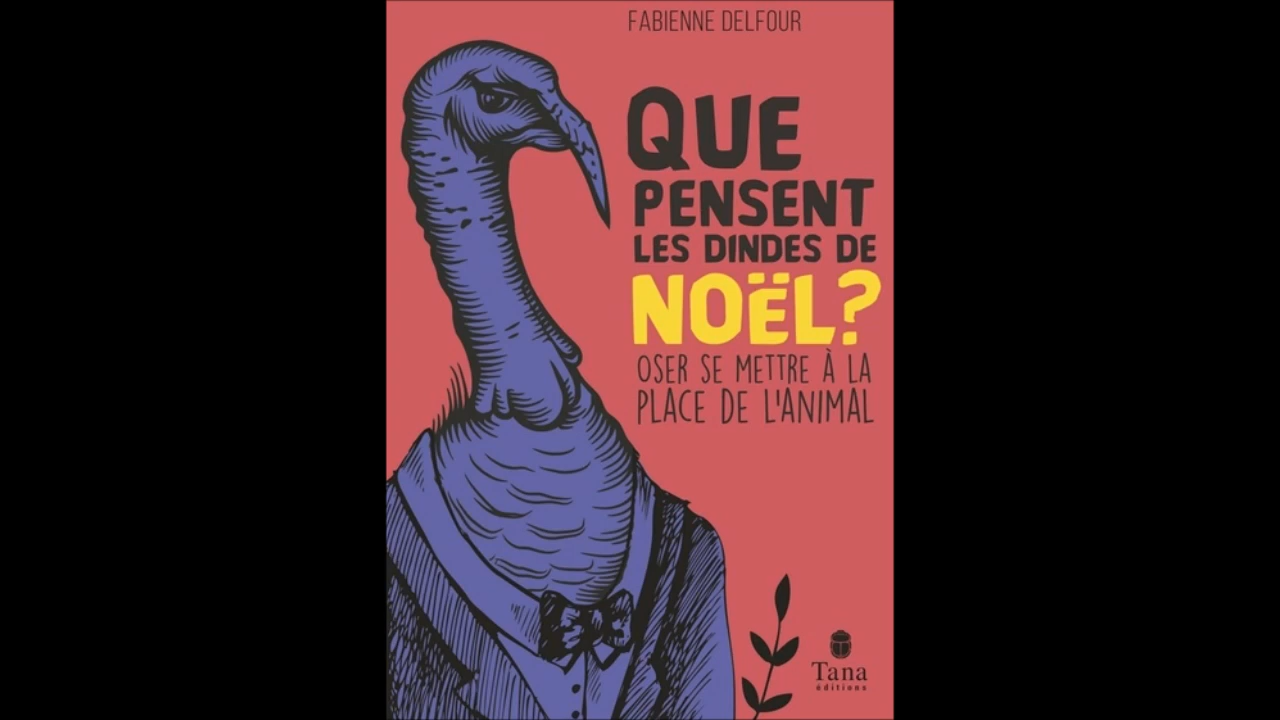 FABIENNE DELFOUR
QUE
PENSENT
LES DINDES DE
NOËL?
OSER SE METTRE À LA
PLACE DE L'ANIMAL
Tana
éditions